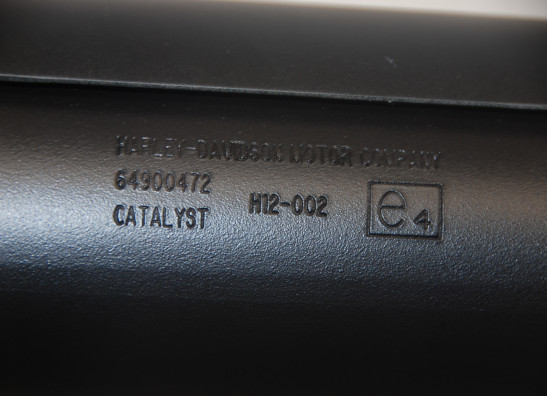 HARLEY-DAVIDSON MOTOR COMPANY
64900472
CATALYST H12-002 e4